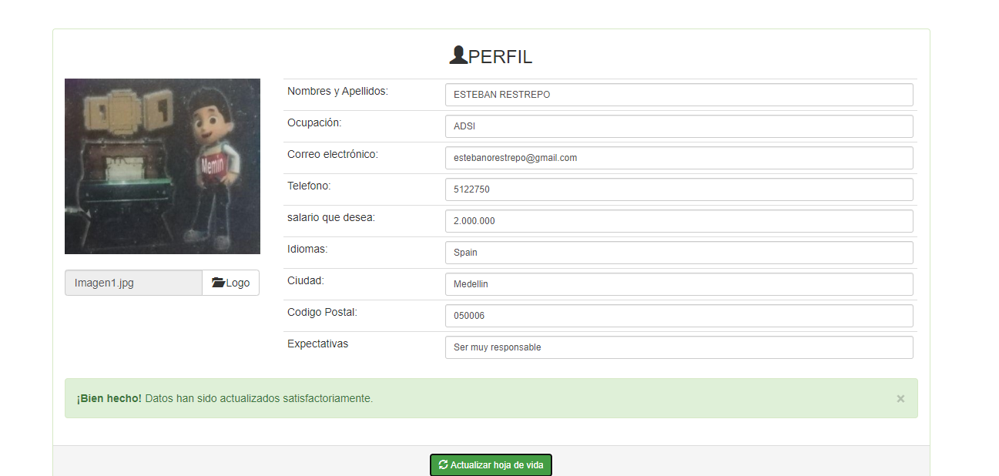 PERFIL
Memín
Imagen1.jpg
Logo
Nombres y Apellidos: ESTEBAN RESTREPO
Ocupación: ADSI
Correo electrónico: estebanorestrepo@gmail.com
Telefono: 5122750
salario que desea: 2.000.000
Idiomas: Spain
Ciudad: Medellin
Codigo Postal: 050006
Expectativas Ser muy responsable
¡Bien hecho! Datos han sido actualizados satisfactoriamente. ×
Actualizar hoja de vida